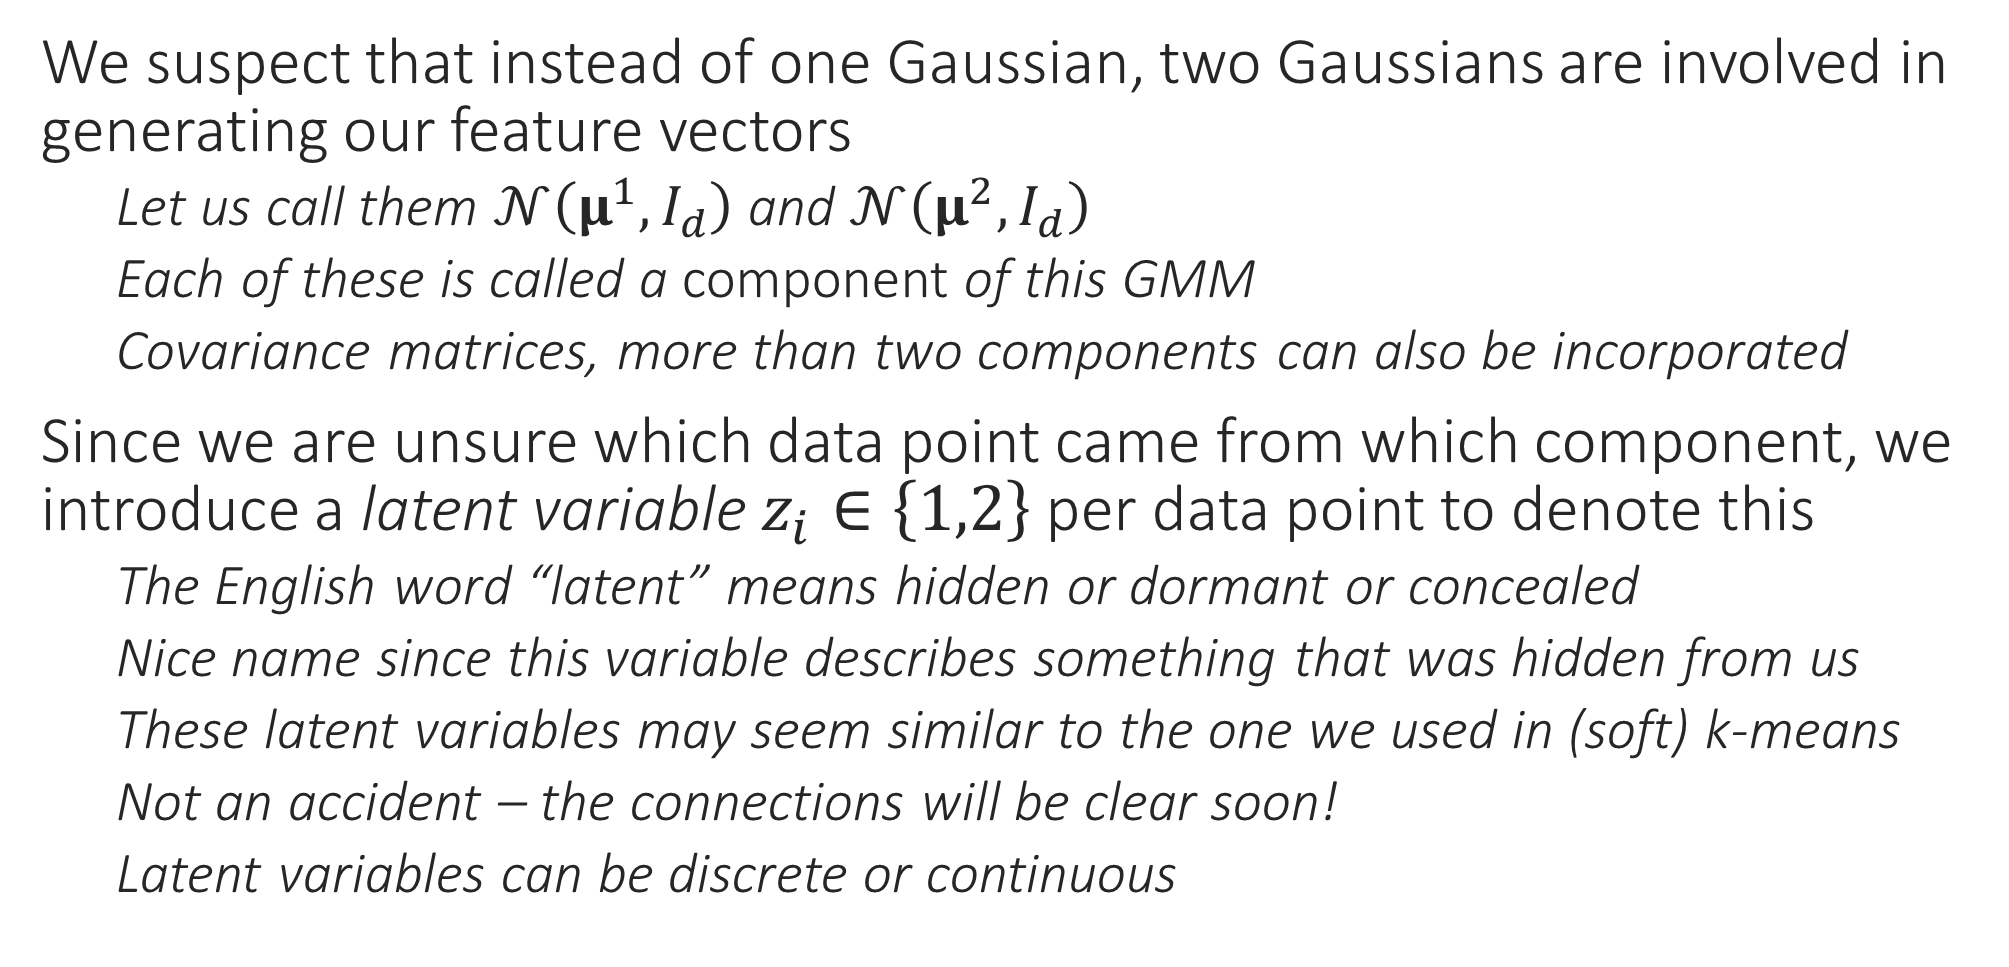 We suspect that instead of one Gaussian, two Gaussians are involved in
generating our feature vectors
Let us call them 𝒩(𝛍¹, I_d) and 𝒩(𝛍², I_d)
Each of these is called a component of this GMM
Covariance matrices, more than two components can also be incorporated
Since we are unsure which data point came from which component, we
introduce a latent variable z_i ∈ {1,2} per data point to denote this
The English word “latent” means hidden or dormant or concealed
Nice name since this variable describes something that was hidden from us
These latent variables may seem similar to the one we used in (soft) k-means
Not an accident – the connections will be clear soon!
Latent variables can be discrete or continuous